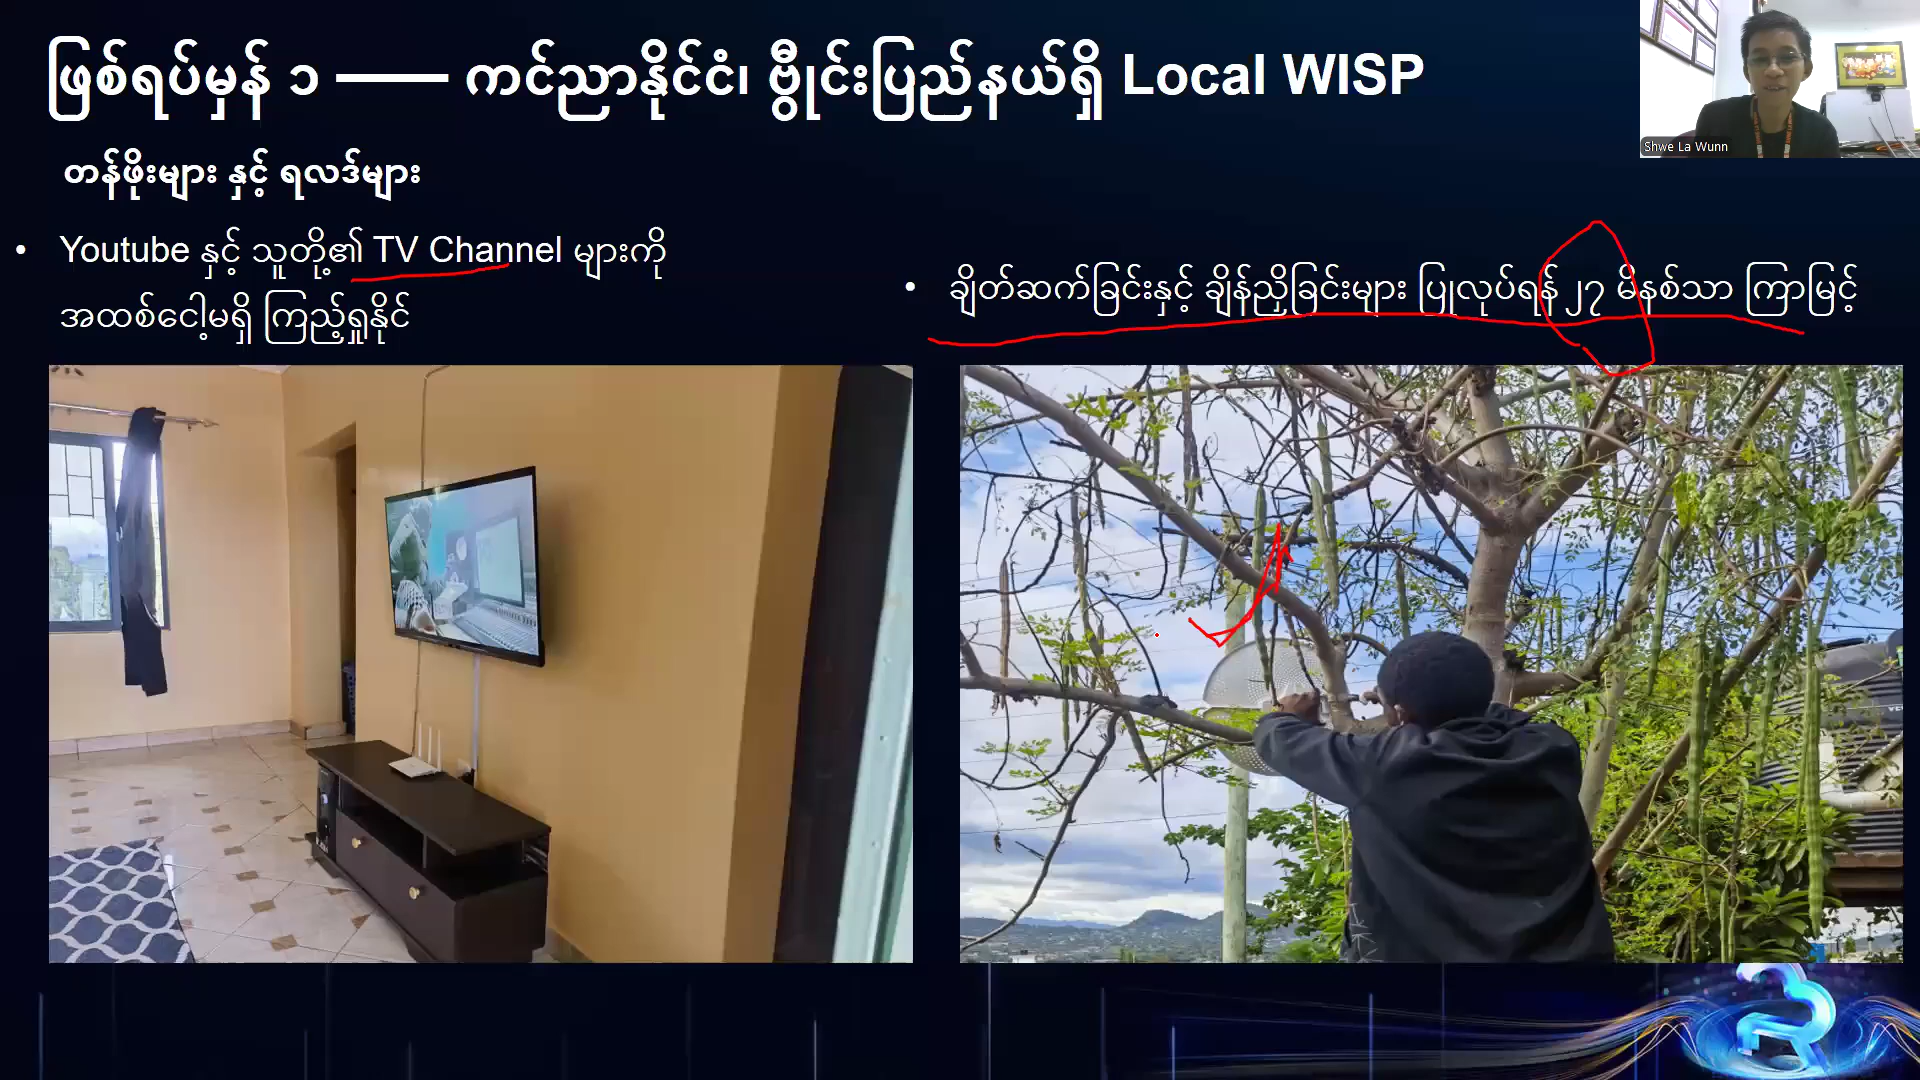 ဖြစ်ရပ်မှန် ၁ —— ကင်ညာနိုင်ငံ၊ ဗွီုင်းပြည်နယ်ရှိ Local WISP
Shwe La Wunn
တန်ဖိုးများ နှင့် ရလဒ်များ
• Youtube နှင့် သူတို့၏ TV Channel များကို
အထစ်ငေါ့မရှိ ကြည့်ရှုနိုင်
• ချိတ်ဆက်ခြင်းနှင့် ချိန်ညှိခြင်းများ ပြုလုပ်ရန် ၂၇ မိနစ်သာ ကြာမြင့်